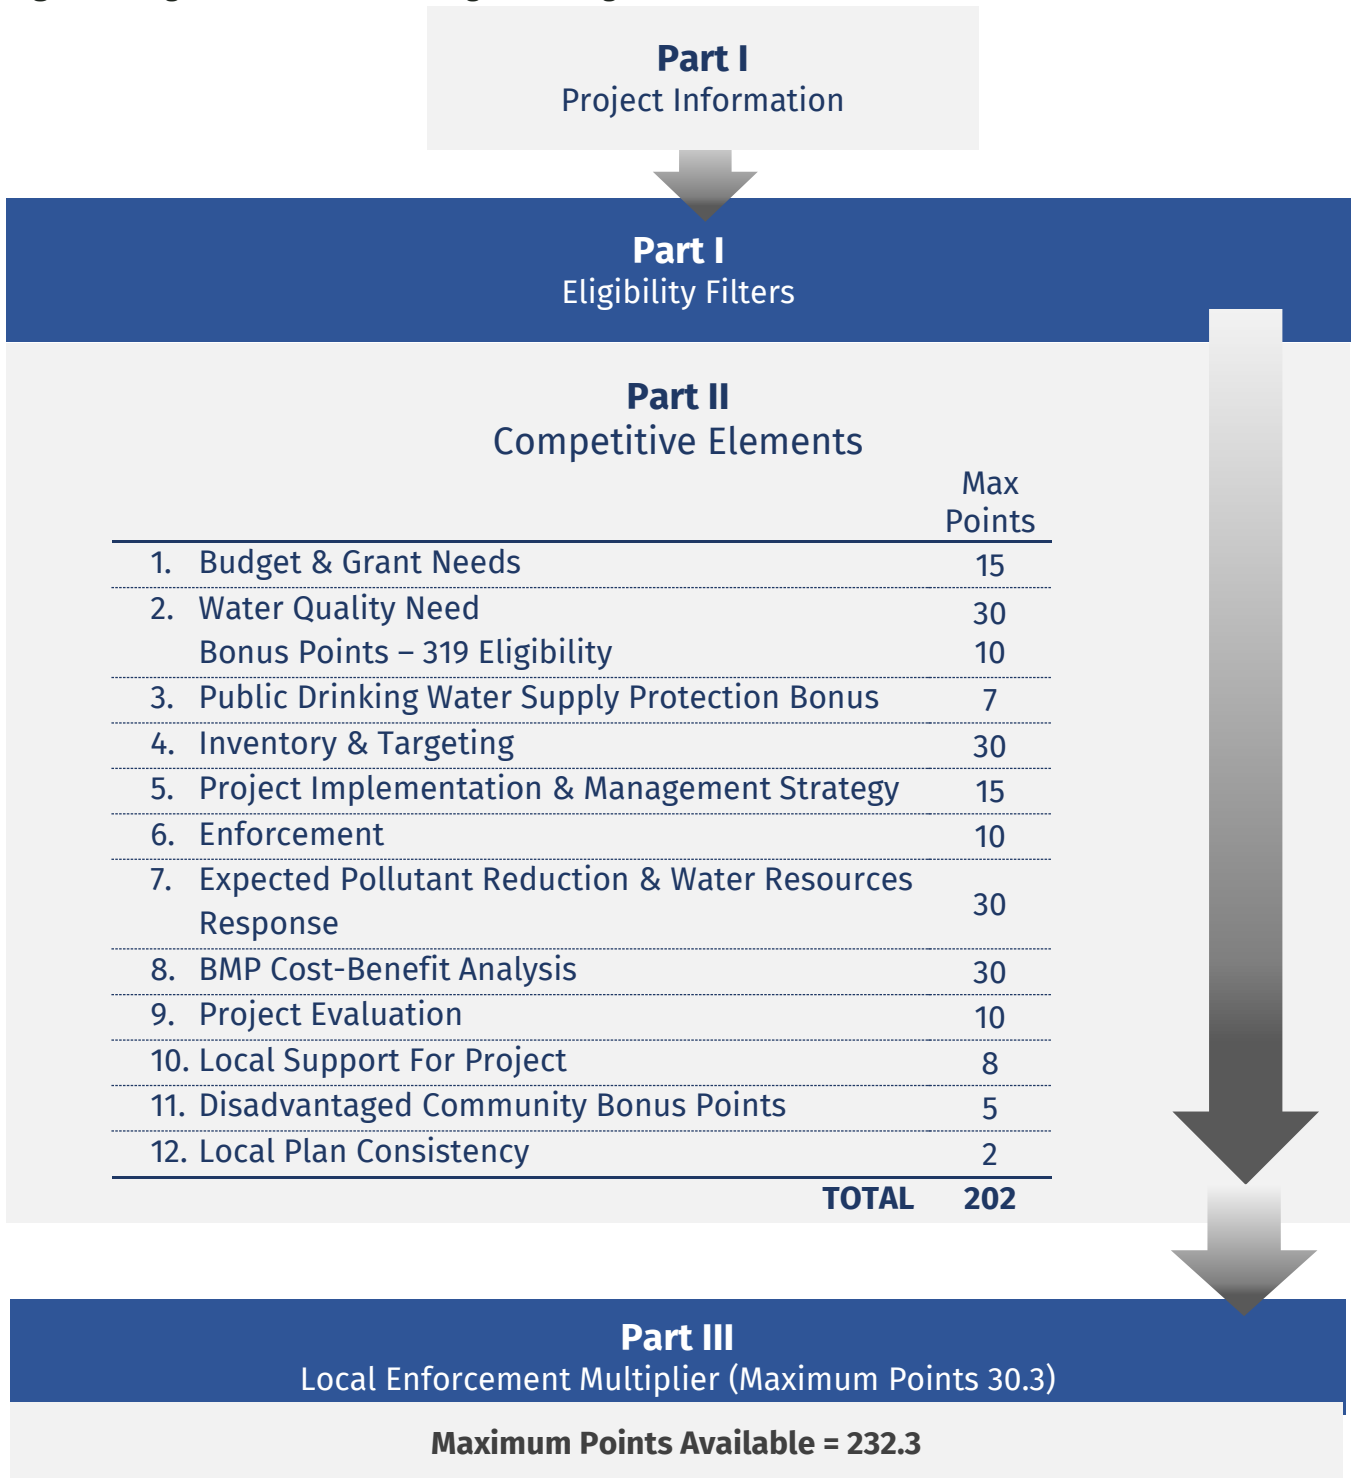 Part I
Project Information
Part I
Eligibility Filters
Part II
Competitive Elements
Max
Points
1. Budget & Grant Needs 15
2. Water Quality Need 30
Bonus Points – 319 Eligibility 10
3. Public Drinking Water Supply Protection Bonus 7
4. Inventory & Targeting 30
5. Project Implementation & Management Strategy 15
6. Enforcement 10
7. Expected Pollutant Reduction & Water Resources
Response 30
8. BMP Cost-Benefit Analysis 30
9. Project Evaluation 10
10. Local Support For Project 8
11. Disadvantaged Community Bonus Points 5
12. Local Plan Consistency 2
TOTAL 202
Part III
Local Enforcement Multiplier (Maximum Points 30.3)
Maximum Points Available = 232.3